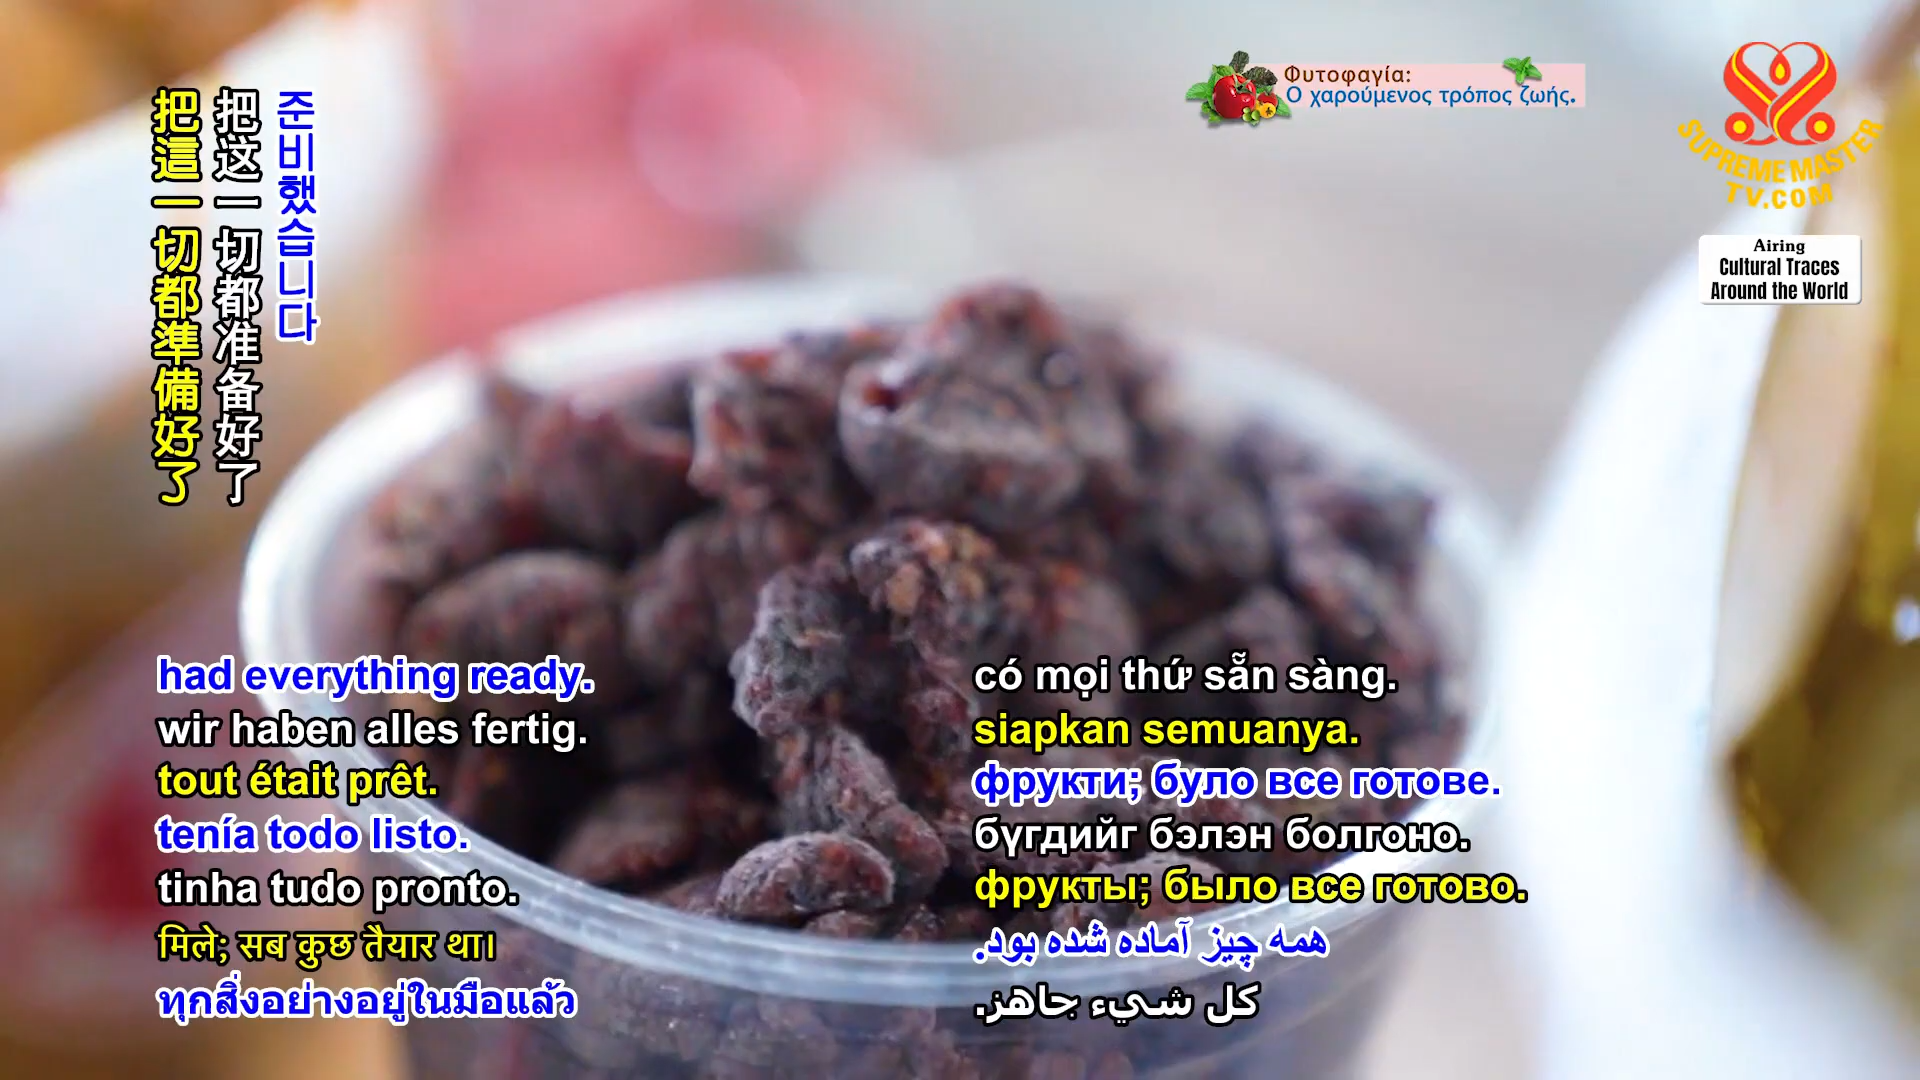 준비했습니다
把这一切都准备好了
把這一切都準備好了
Φυτοφαγία:
Ο χαρούμενος τρόπος ζωής.
SUPREME MASTER
TV.COM
Airing
Cultural Traces
Around the World
had everything ready.
wir haben alles fertig.
tout était prêt.
tenía todo listo.
tinha tudo pronto.
मिले; सब कुछ तैयार था।
ทุกสิ่งอย่างอยู่ในมือแล้ว
có mọi thứ sẵn sàng.
siapkan semuanya.
фрукти; було все готове.
бүгдийг бэлэн болгоно.
фрукты; было все готово.
همه چیز آماده شده بود.
كل شيء جاهز.